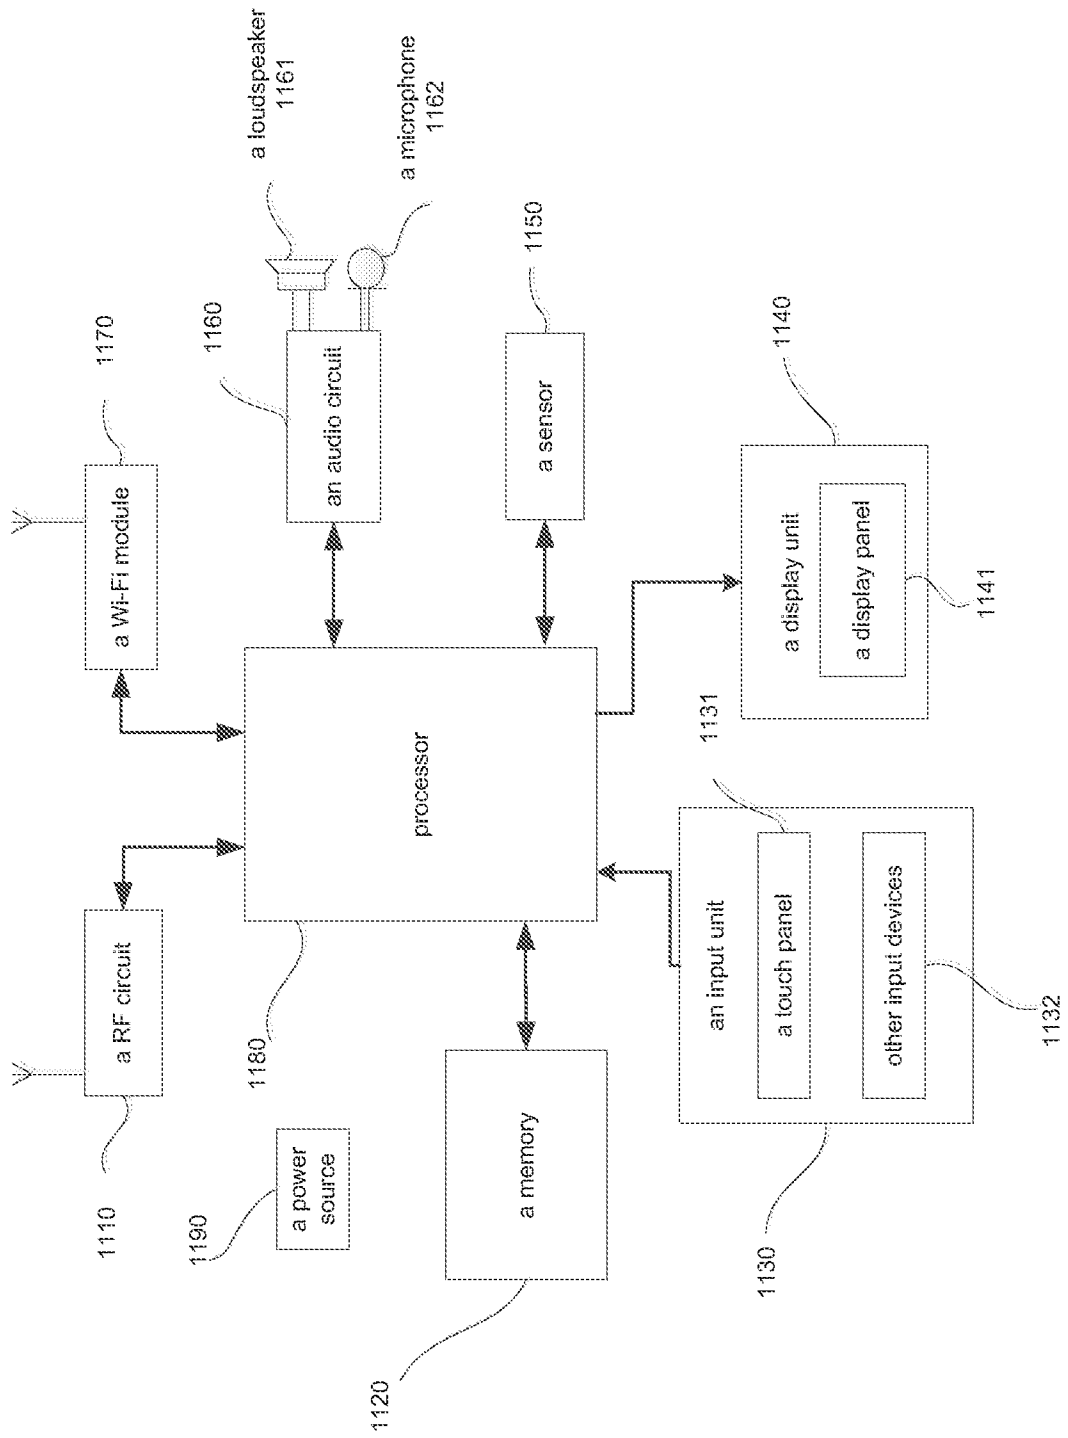 1110
a RF circuit
1170
a Wi-Fi module
1190
a power
source
1180
processor
1160
an audio circuit
a loudspeaker
1161
a microphone
1162
1120
a memory
a sensor
1150
1130
an input unit
a touch panel
1131
other input devices
1132
a display unit
1140
a display panel
1141